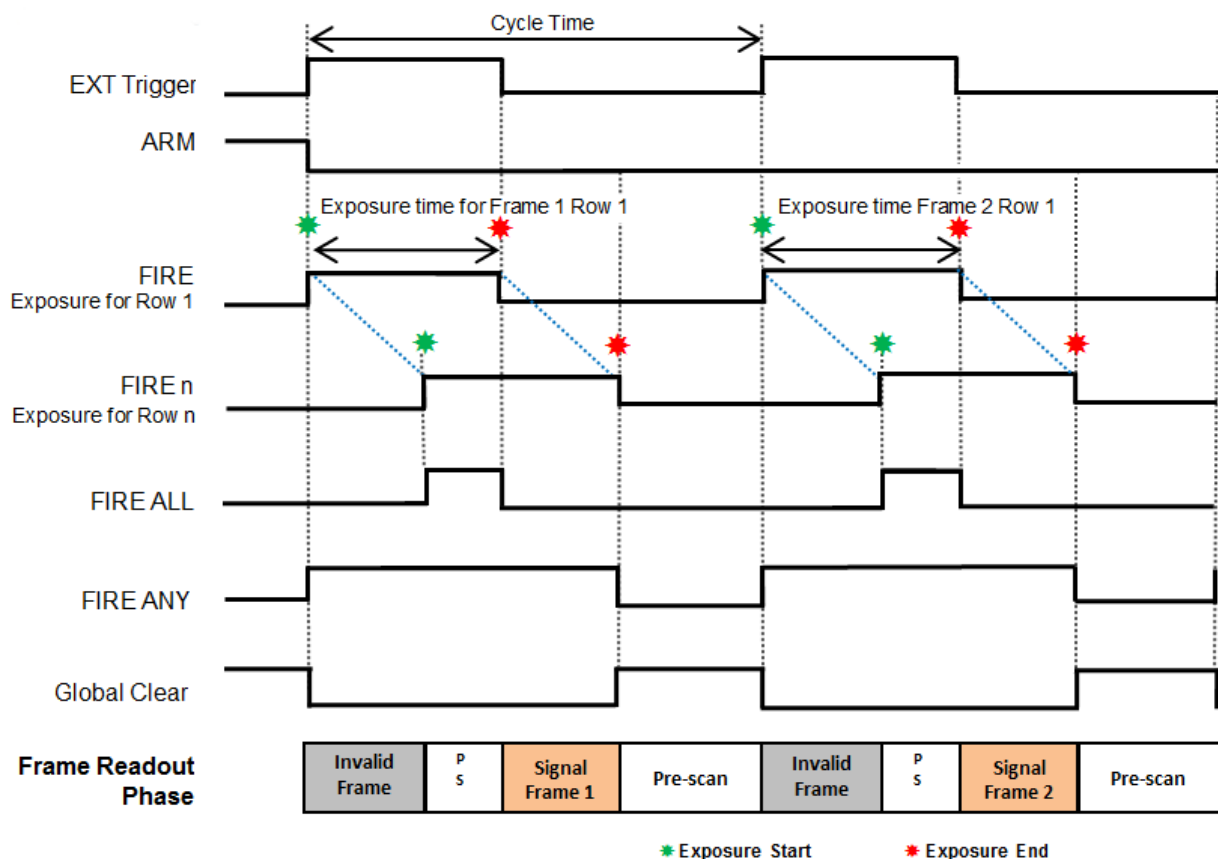 Cycle Time
EXT Trigger
ARM
Exposure time for Frame 1 Row 1
Exposure time Frame 2 Row 1
FIRE
Exposure for Row 1
FIRE n
Exposure for Row n
FIRE ALL
FIRE ANY
Global Clear
Frame Readout
Phase
Invalid
Frame
P
S
Signal
Frame 1
Pre-scan
Invalid
Frame
P
S
Signal
Frame 2
Pre-scan
Exposure Start
Exposure End